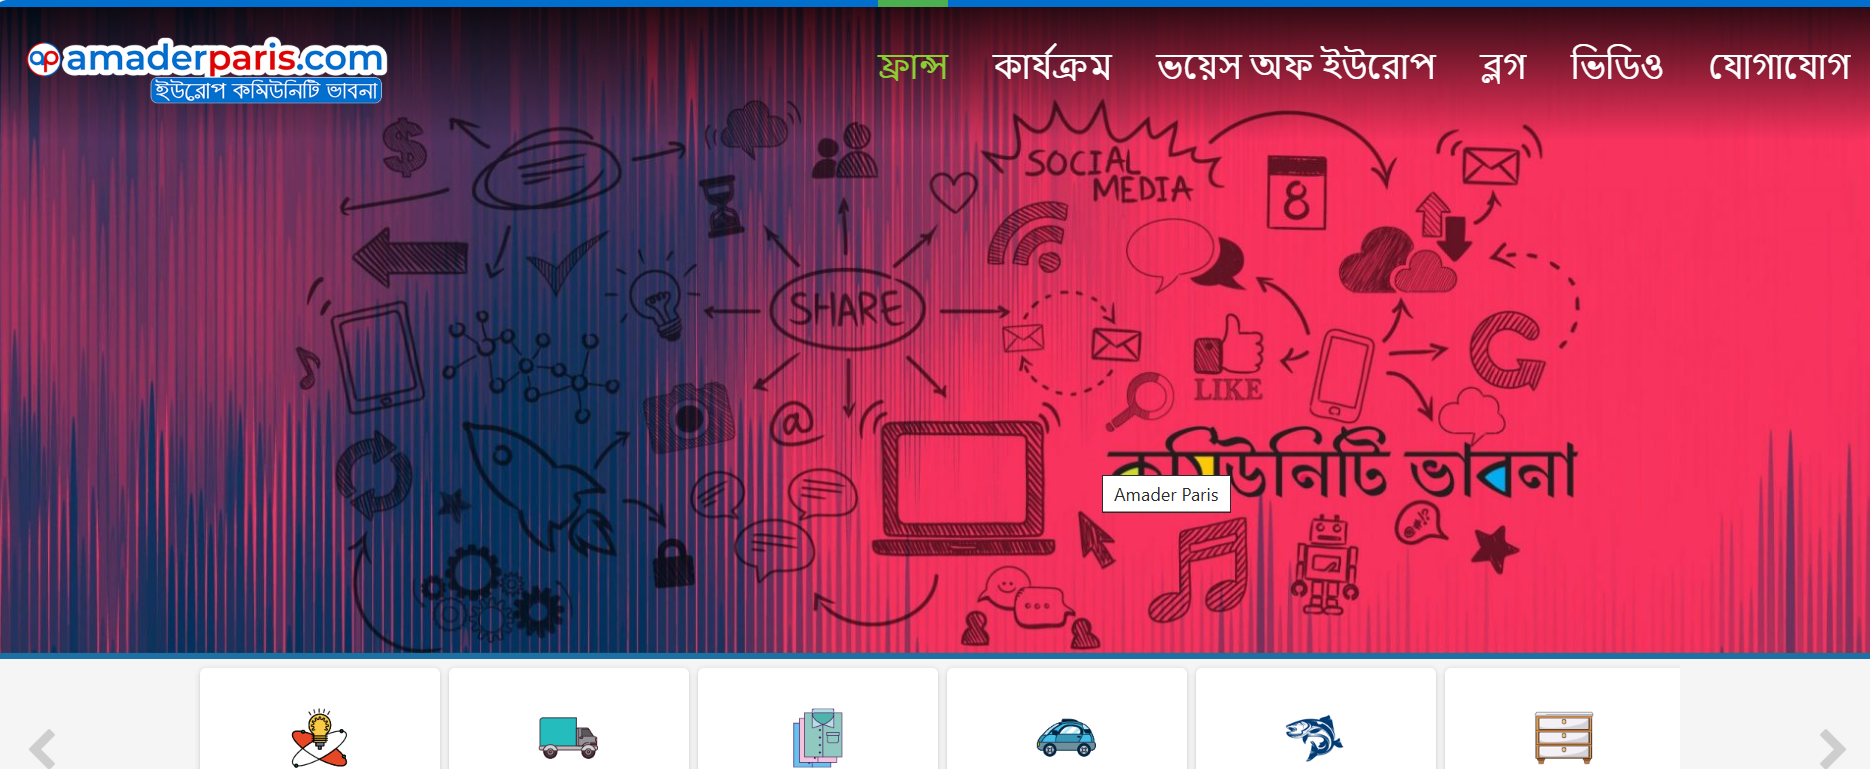 amaderparis.com
ইউরোপ কমিউনিটি ভাবনা
ফ্রান্স কার্যক্রম ভয়েস অফ ইউরোপ ব্লগ ভিডিও যোগাযোগ
SOCIAL
MEDIA
8
SHARE
LIKE
@
কমিউনিটি ভাবনা
Amader Paris